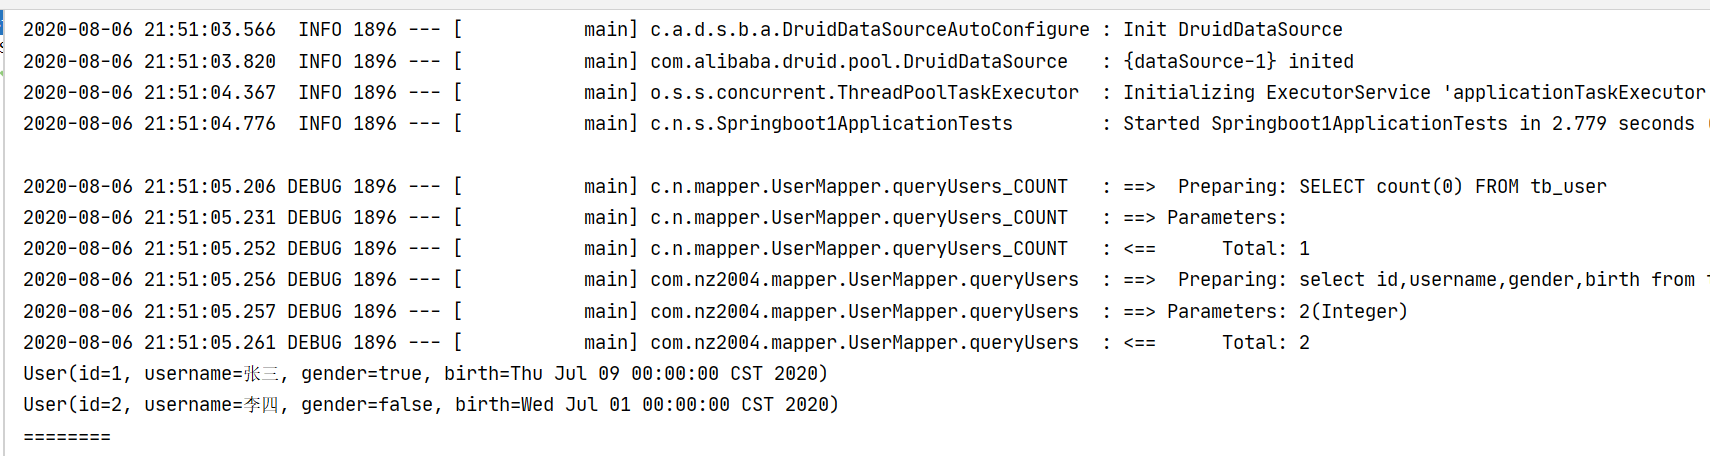 2020-08-06 21:51:03.566  INFO 1896 --- [           main] c.a.d.s.b.a.DruidDataSourceAutoConfigure : Init DruidDataSource
2020-08-06 21:51:03.820  INFO 1896 --- [           main] com.alibaba.druid.pool.DruidDataSource   : {dataSource-1} inited
2020-08-06 21:51:04.367  INFO 1896 --- [           main] o.s.s.concurrent.ThreadPoolTaskExecutor  : Initializing ExecutorService 'applicationTaskExecutor
2020-08-06 21:51:04.776  INFO 1896 --- [           main] c.n.s.Springboot1ApplicationTests        : Started Springboot1ApplicationTests in 2.779 seconds (
2020-08-06 21:51:05.206 DEBUG 1896 --- [           main] c.n.mapper.UserMapper.queryUsers_COUNT   : ==>  Preparing: SELECT count(0) FROM tb_user
2020-08-06 21:51:05.231 DEBUG 1896 --- [           main] c.n.mapper.UserMapper.queryUsers_COUNT   : ==> Parameters:
2020-08-06 21:51:05.252 DEBUG 1896 --- [           main] c.n.mapper.UserMapper.queryUsers_COUNT   : <==      Total: 1
2020-08-06 21:51:05.256 DEBUG 1896 --- [           main] com.nz2004.mapper.UserMapper.queryUsers  : ==>  Preparing: select id,username,gender,birth from
2020-08-06 21:51:05.257 DEBUG 1896 --- [           main] com.nz2004.mapper.UserMapper.queryUsers  : ==> Parameters: 2(Integer)
2020-08-06 21:51:05.261 DEBUG 1896 --- [           main] com.nz2004.mapper.UserMapper.queryUsers  : <==      Total: 2
User(id=1, username=张三, gender=true, birth=Thu Jul 09 00:00:00 CST 2020)
User(id=2, username=李四, gender=false, birth=Wed Jul 01 00:00:00 CST 2020)
========